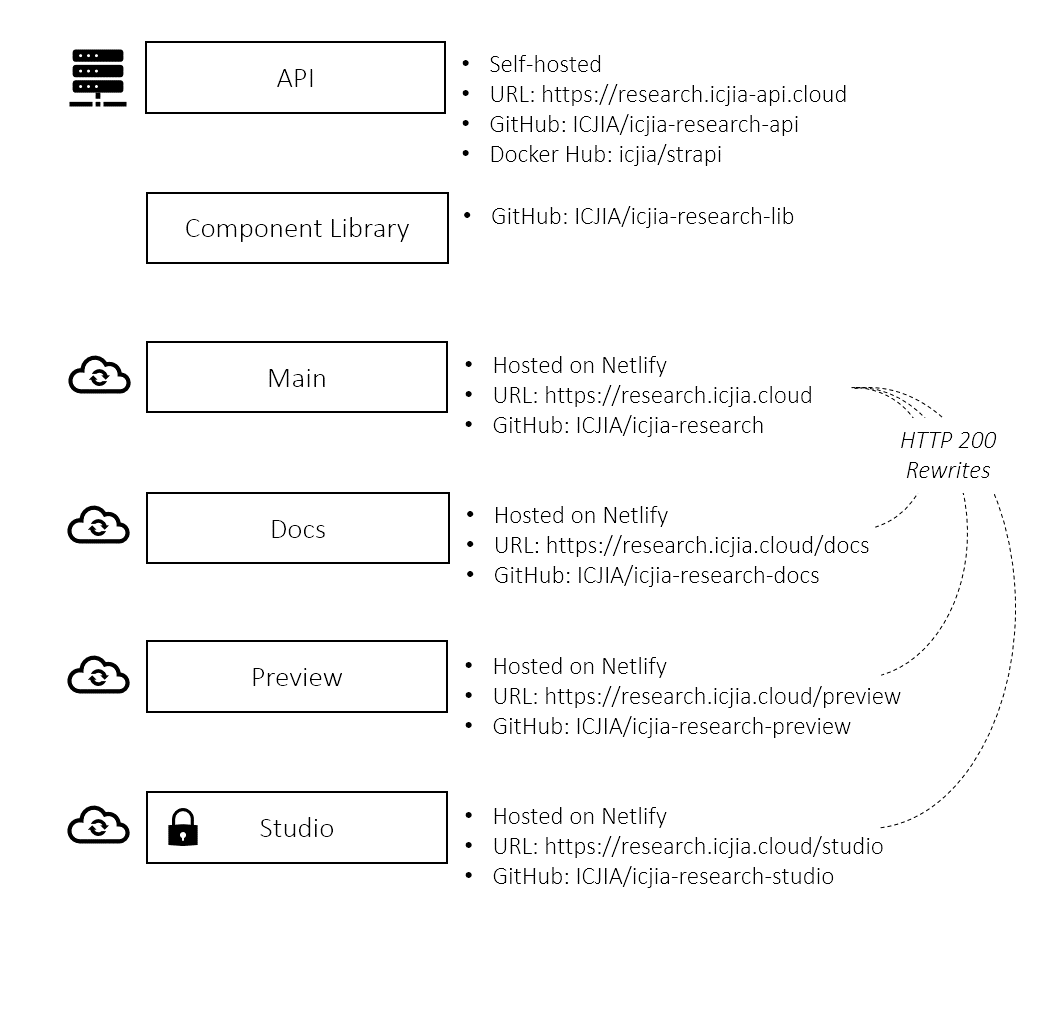 API
• Self-hosted
• URL: https://research.icjia-api.cloud
• GitHub: ICJIA/icjia-research-api
• Docker Hub: icjia/strapi
Component Library
• GitHub: ICJIA/icjia-research-lib
Main
• Hosted on Netlify
• URL: https://research.icjia.cloud
• GitHub: ICJIA/icjia-research
HTTP 200
Rewrites
Docs
• Hosted on Netlify
• URL: https://research.icjia.cloud/docs
• GitHub: ICJIA/icjia-research-docs
Preview
• Hosted on Netlify
• URL: https://research.icjia.cloud/preview
• GitHub: ICJIA/icjia-research-preview
Studio
• Hosted on Netlify
• URL: https://research.icjia.cloud/studio
• GitHub: ICJIA/icjia-research-studio